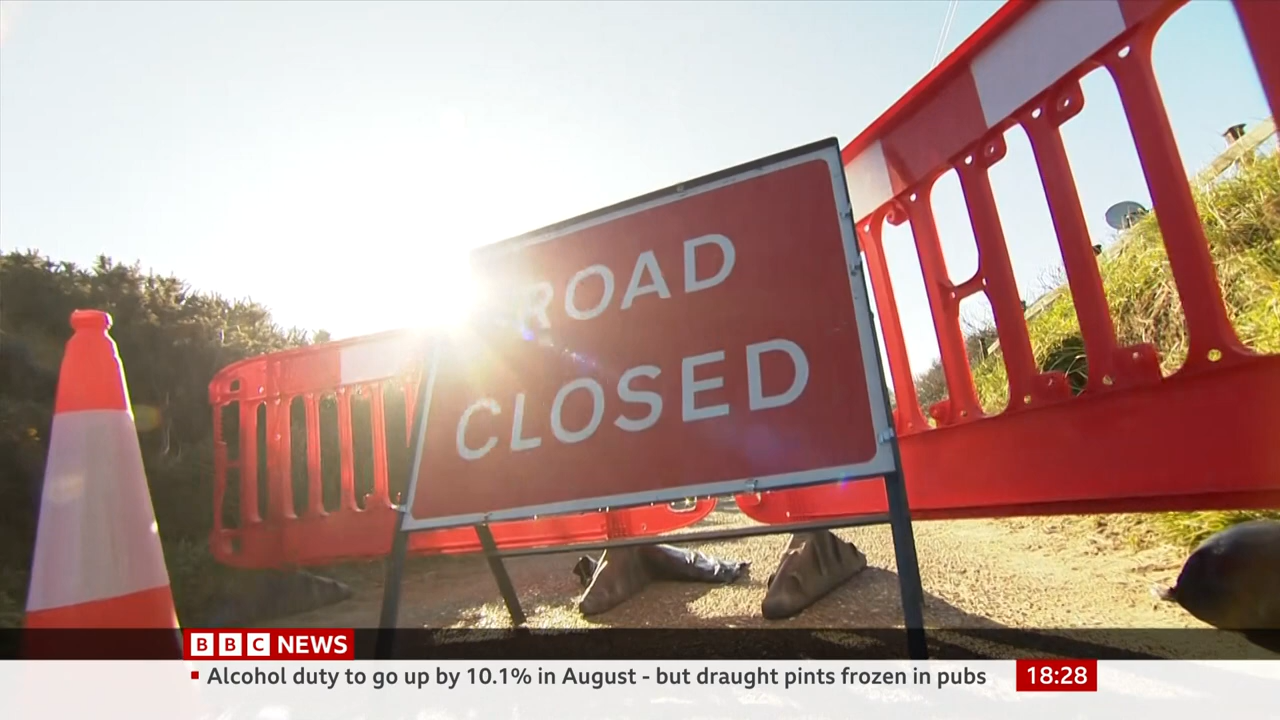 ROAD
CLOSED
BBC NEWS
Alcohol duty to go up by 10.1% in August - but draught pints frozen in pubs
18:28